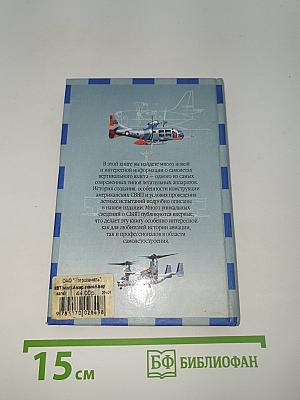 В этой книге вы найдете много новой
и интересной информации о самолетах
вертикального взлета — одного из самых
современных типов летательных аппаратов.
История создания, особенности конструкции
американских СВВП и условия проведения
летных испытаний подробно описаны
в нашем издании. Много уникальных
сведений о СВВП публикуются впервые,
что делает эту книгу особенно интересной
как для любителей истории авиации,
так и профессионалов в области
самолетостроения.
44.00р.
9785170026458
15 см
БФ БИБЛИОФАН